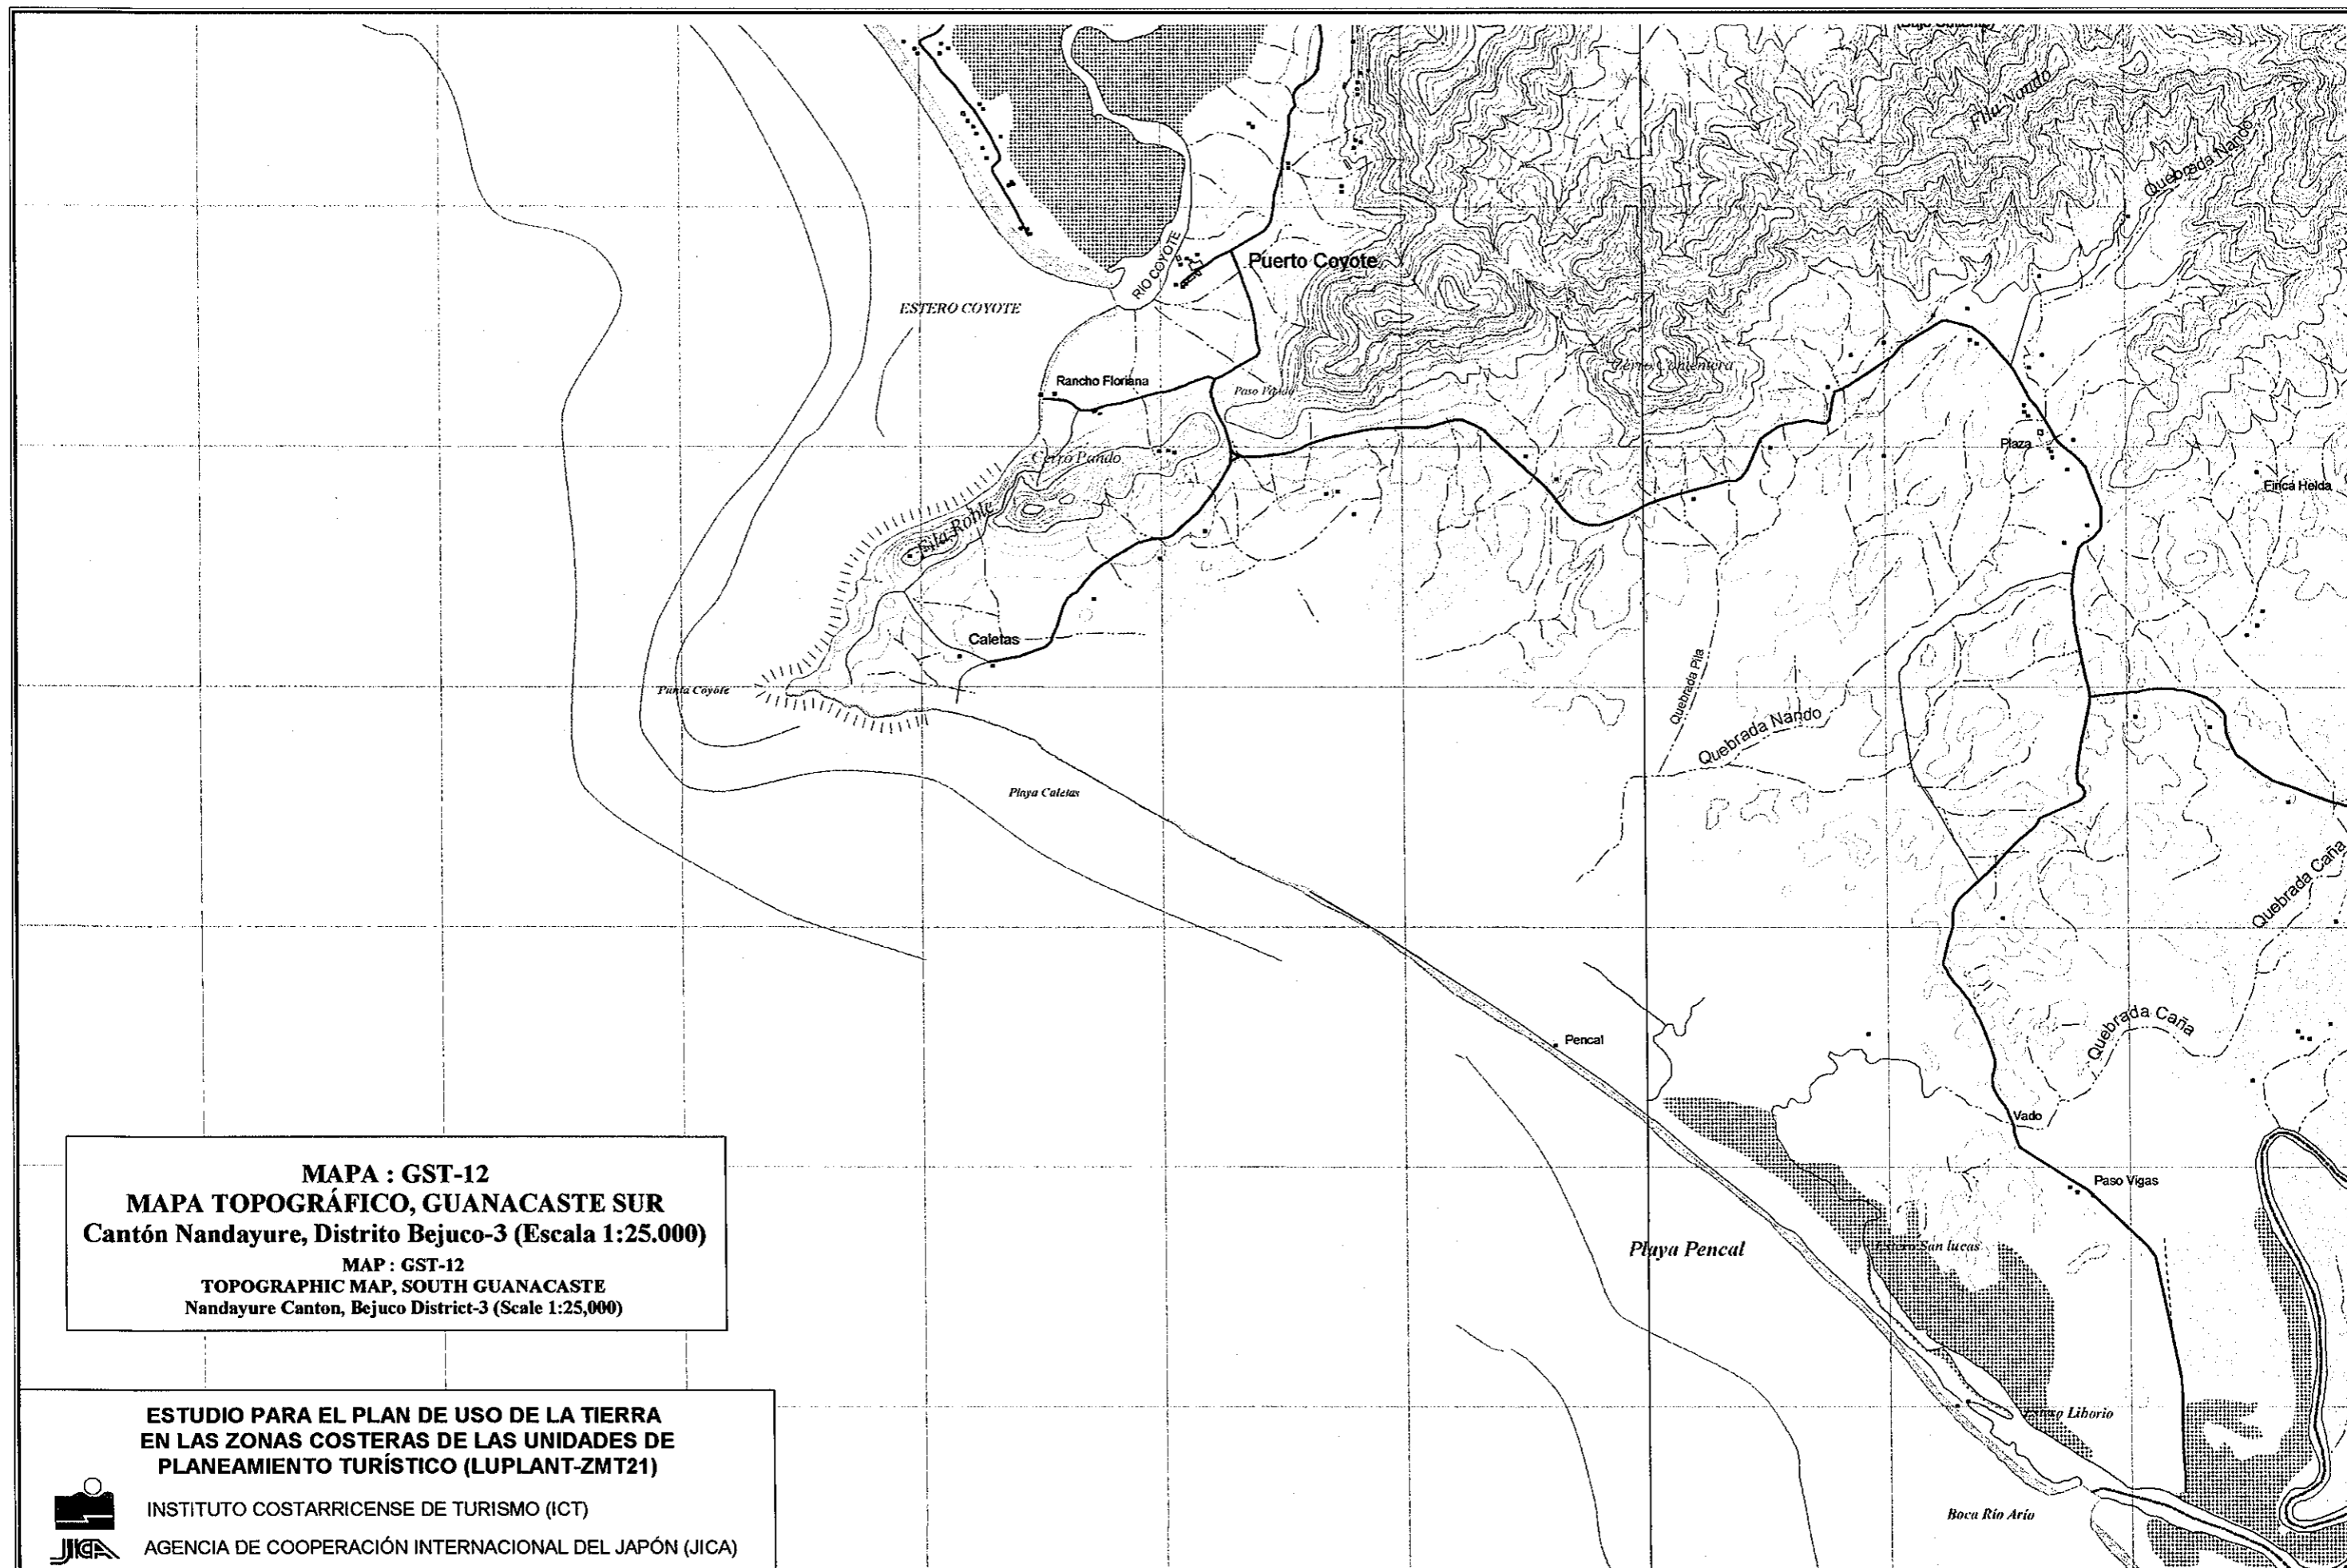 Fila Nando
Quebrada Nando
RIO COYOTE
Puerto Coyote
ESTERO COYOTE
Rancho Floriana
Cerro Pando
Plaza
Finca Helda
Fila Roble
Caletas
Punta Coyote
Quebrada Pila
Quebrada Nando
Playa Caletas
Quebrada Caña
Pencal
Quebrada Caña
Vado
Paso Vigas
Playa Pencal
Estero San lucas
Estero Liborio
Boca Río Ario
MAPA : GST-12
MAPA TOPOGRÁFICO, GUANACASTE SUR
Cantón Nandayure, Distrito Bejuco-3 (Escala 1:25.000)
MAP : GST-12
TOPOGRAPHIC MAP, SOUTH GUANACASTE
Nandayure Canton, Bejuco District-3 (Scale 1:25,000)
ESTUDIO PARA EL PLAN DE USO DE LA TIERRA
EN LAS ZONAS COSTERAS DE LAS UNIDADES DE
PLANEAMIENTO TURÍSTICO (LUPLANT-ZMT21)
INSTITUTO COSTARRICENSE DE TURISMO (ICT)
JICA
AGENCIA DE COOPERACIÓN INTERNACIONAL DEL JAPÓN (JICA)